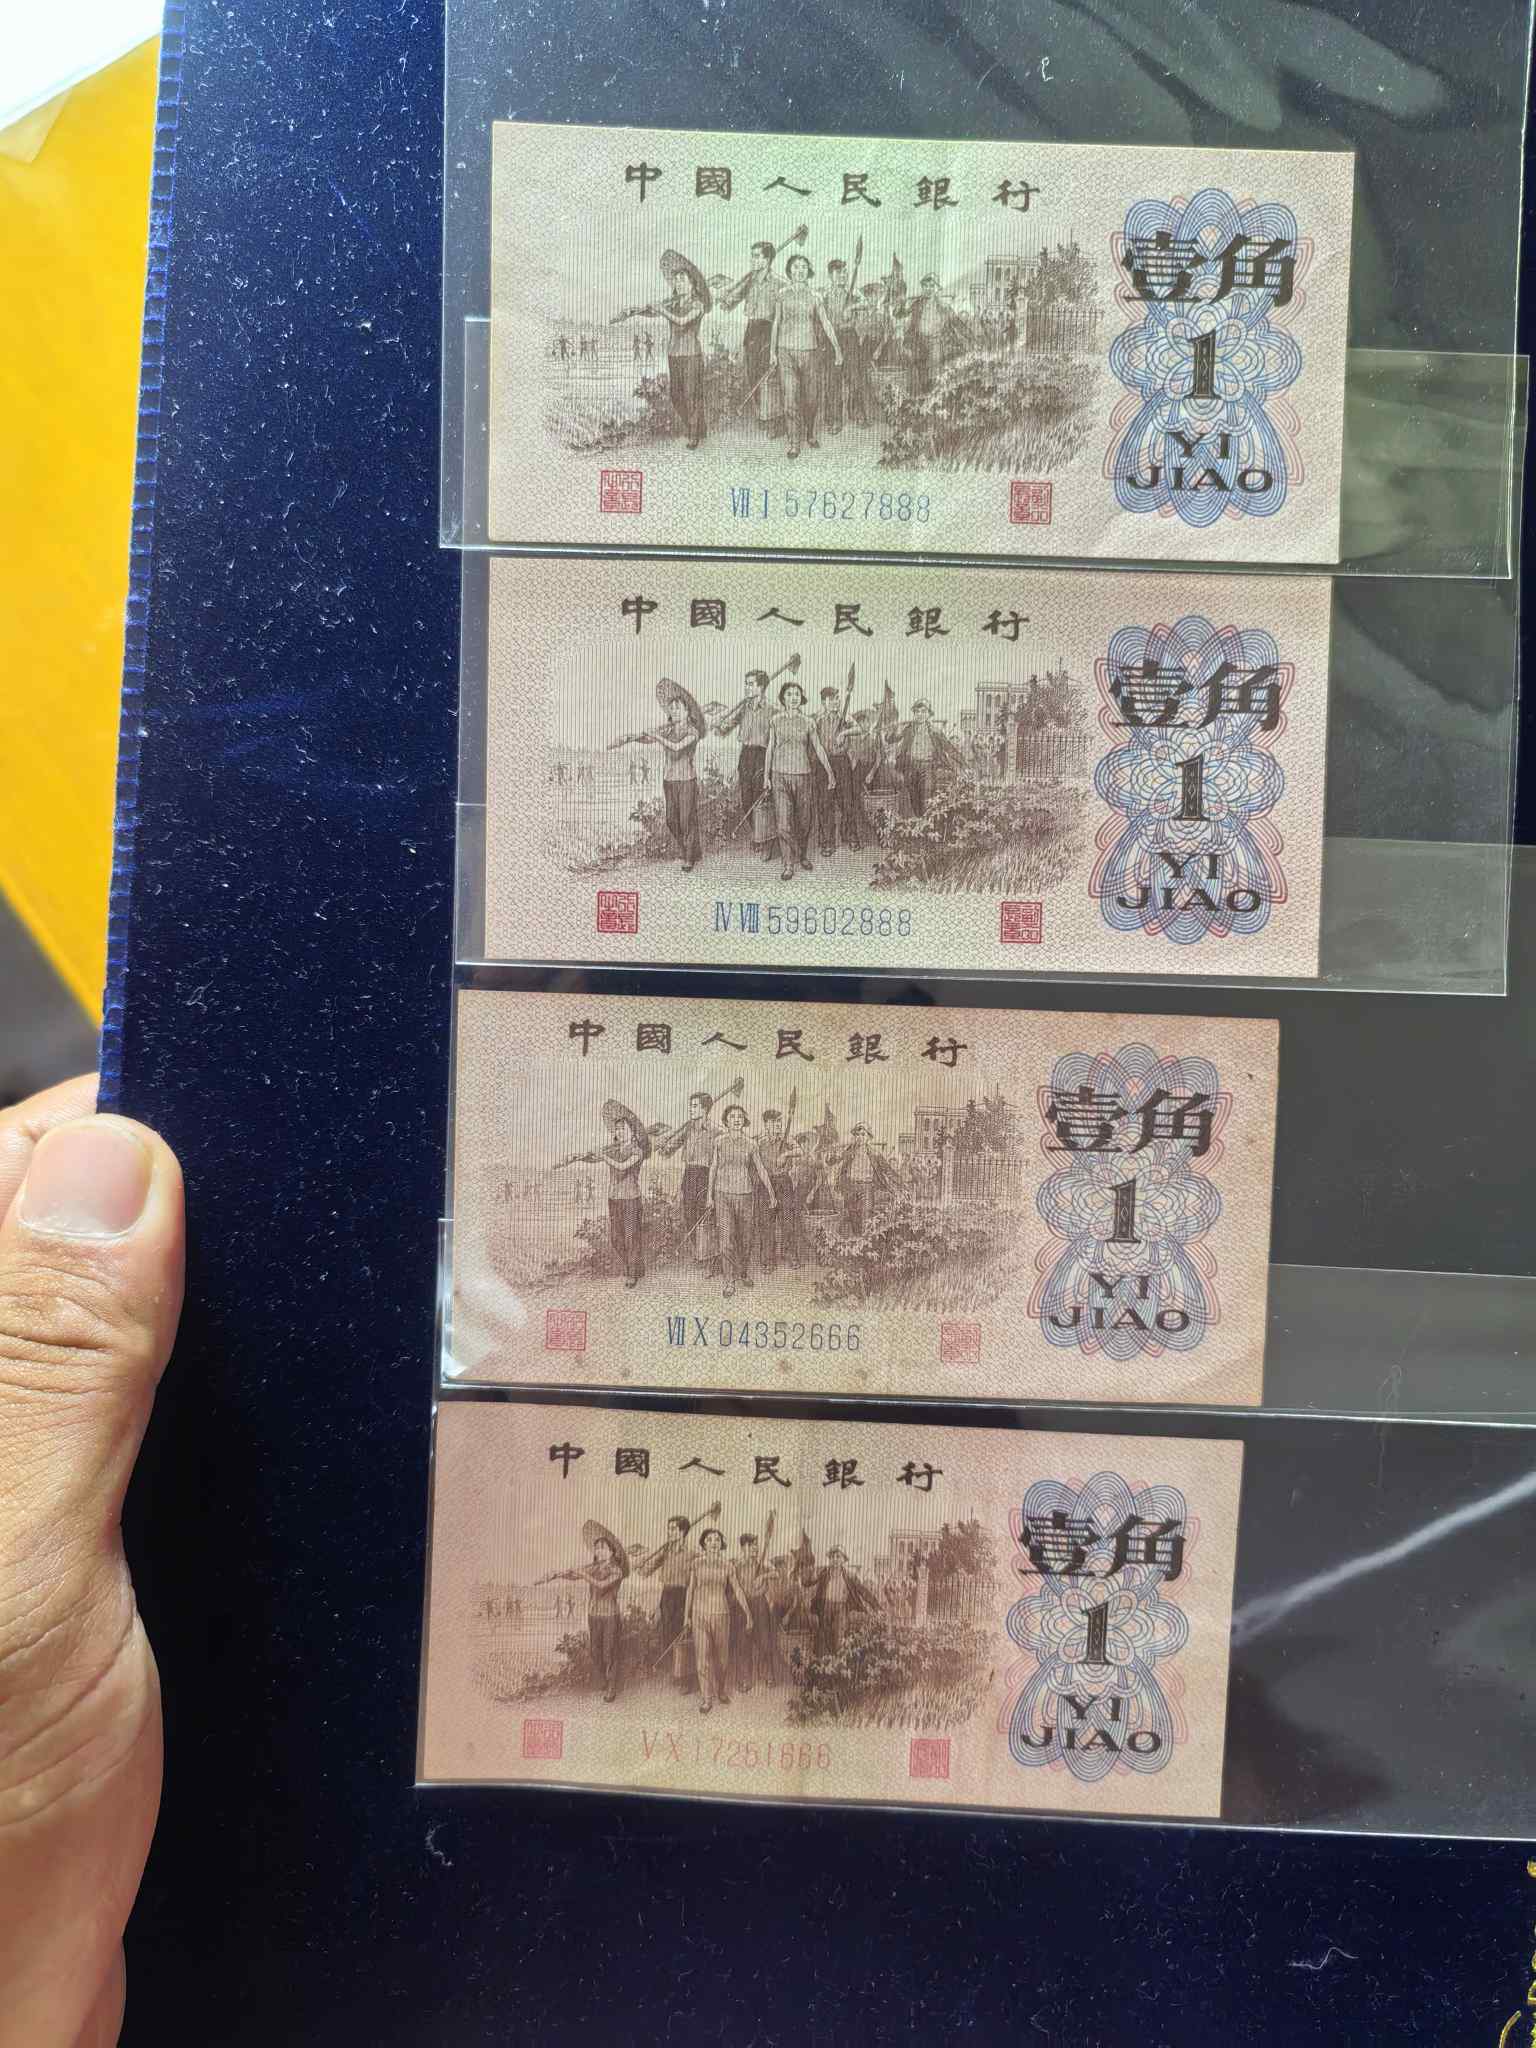 中國人民銀行
壹角
1
YI
JIAO
Ⅶ Ⅰ 57627888
中國人民銀行
壹角
1
YI
JIAO
Ⅳ Ⅷ 59602888
中國人民銀行
壹角
1
YI
JIAO
Ⅶ Ⅹ 04352666
中國人民銀行
壹角
1
YI
JIAO
Ⅴ Ⅹ 17251666